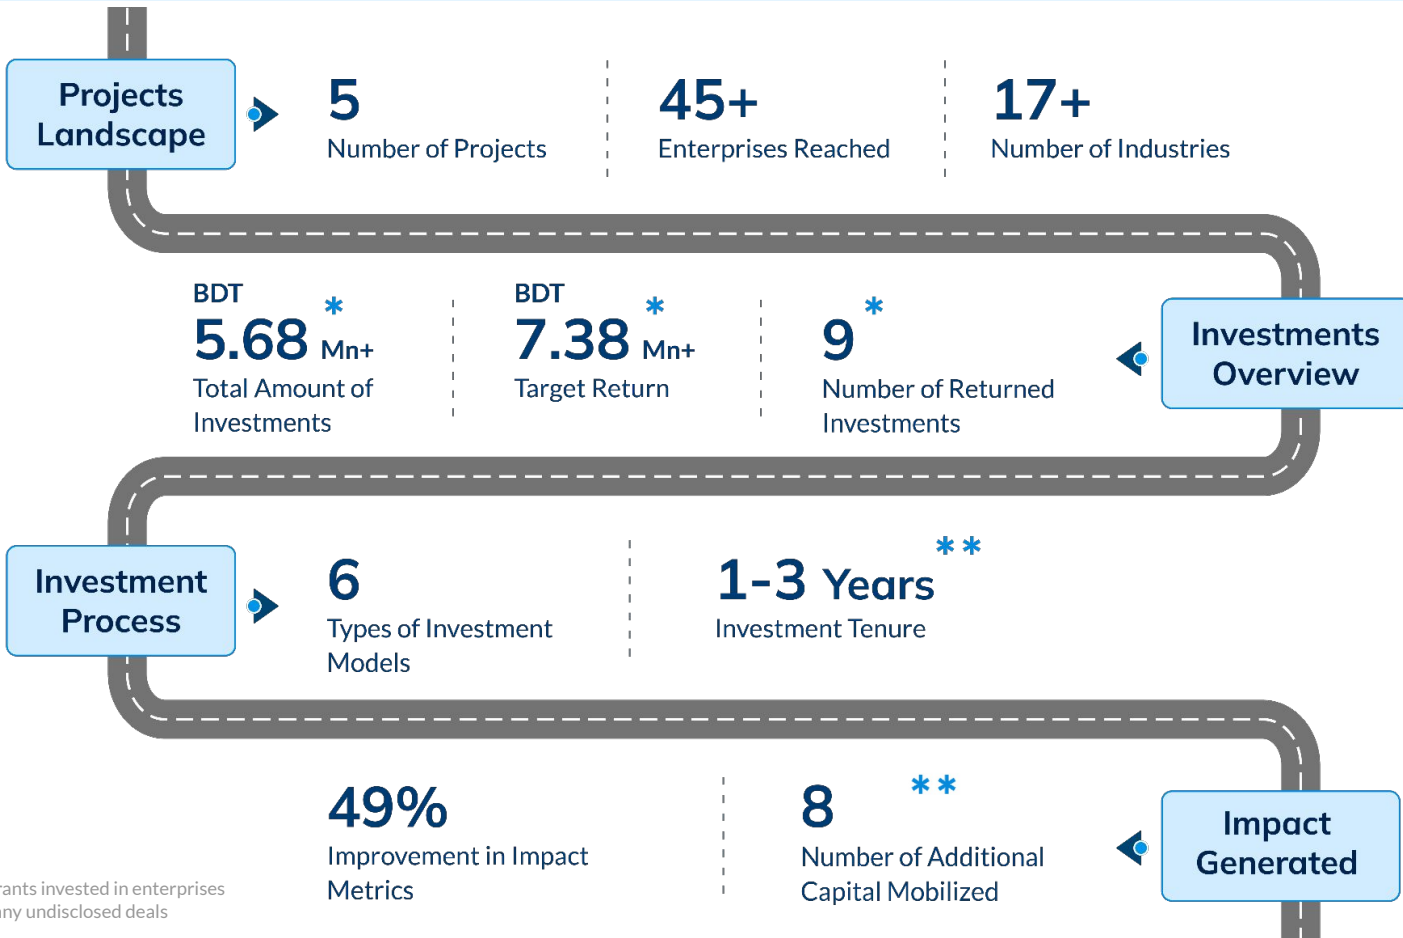 Projects
Landscape
5
Number of Projects
45+
Enterprises Reached
17+
Number of Industries
Investments
Overview
BDT
5.68 Mn+ *
Total Amount of
Investments
BDT
7.38 Mn+ *
Target Return
9 *
Number of Returned
Investments
Investment
Process
6
Types of Investment
Models
1-3 Years **
Investment Tenure
Impact
Generated
49%
Improvement in Impact
Metrics
8 **
Number of Additional
Capital Mobilized
invested in enterprises
undisclosed deals